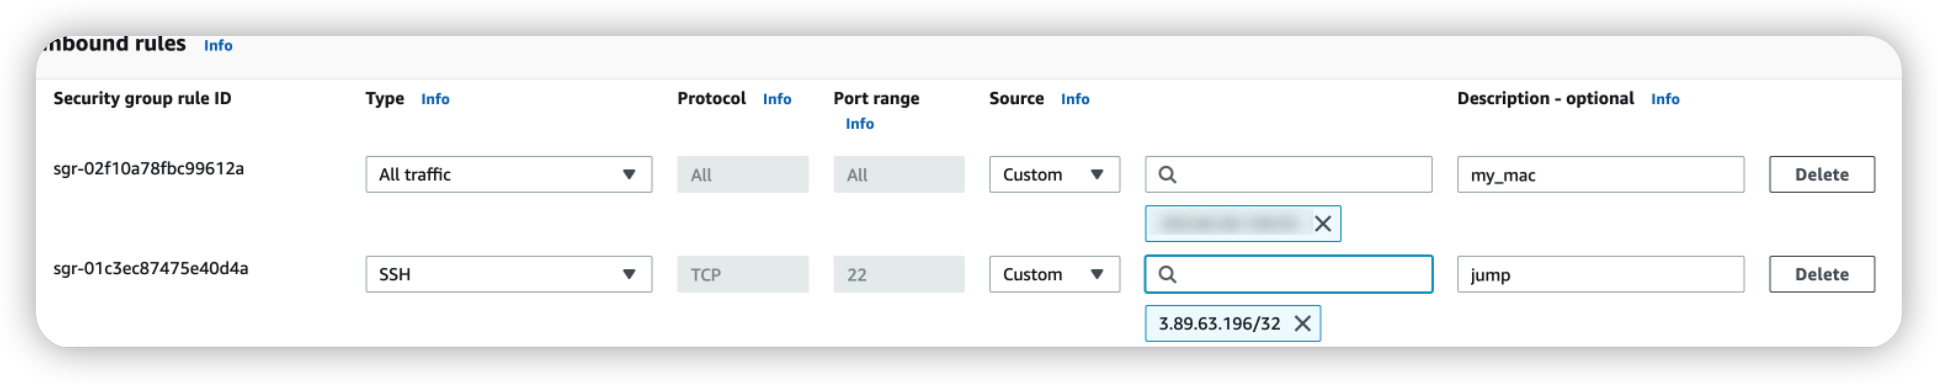 Inbound rules Info
Security group rule ID Type Info Protocol Info Port range Info Source Info Description - optional Info
sgr-02f10a78fbc99612a All traffic All All Custom my_mac Delete
sgr-01c3ec87475e40d4a SSH TCP 22 Custom jump Delete
3.89.63.196/32